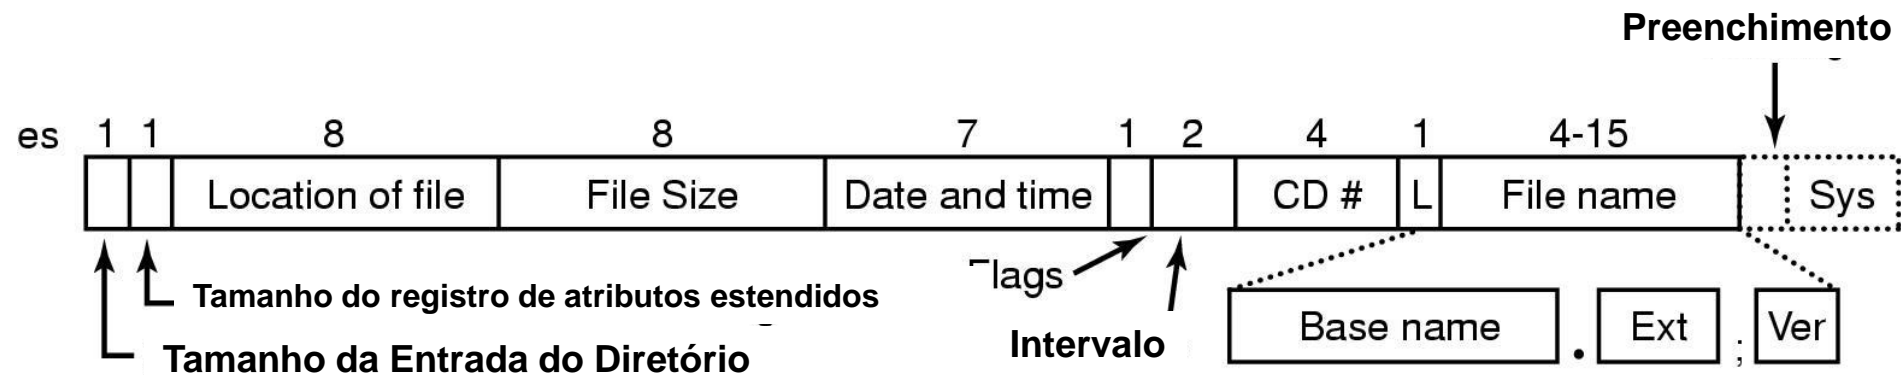 Preenchimento
es 1 1 8 8 7 1 2 4 1 4-15
Location of file File Size Date and time CD # L File name Sys
Tamanho do registro de atributos estendidos
lags
Tamanho da Entrada do Diretório
Intervalo
Base name . Ext ; Ver